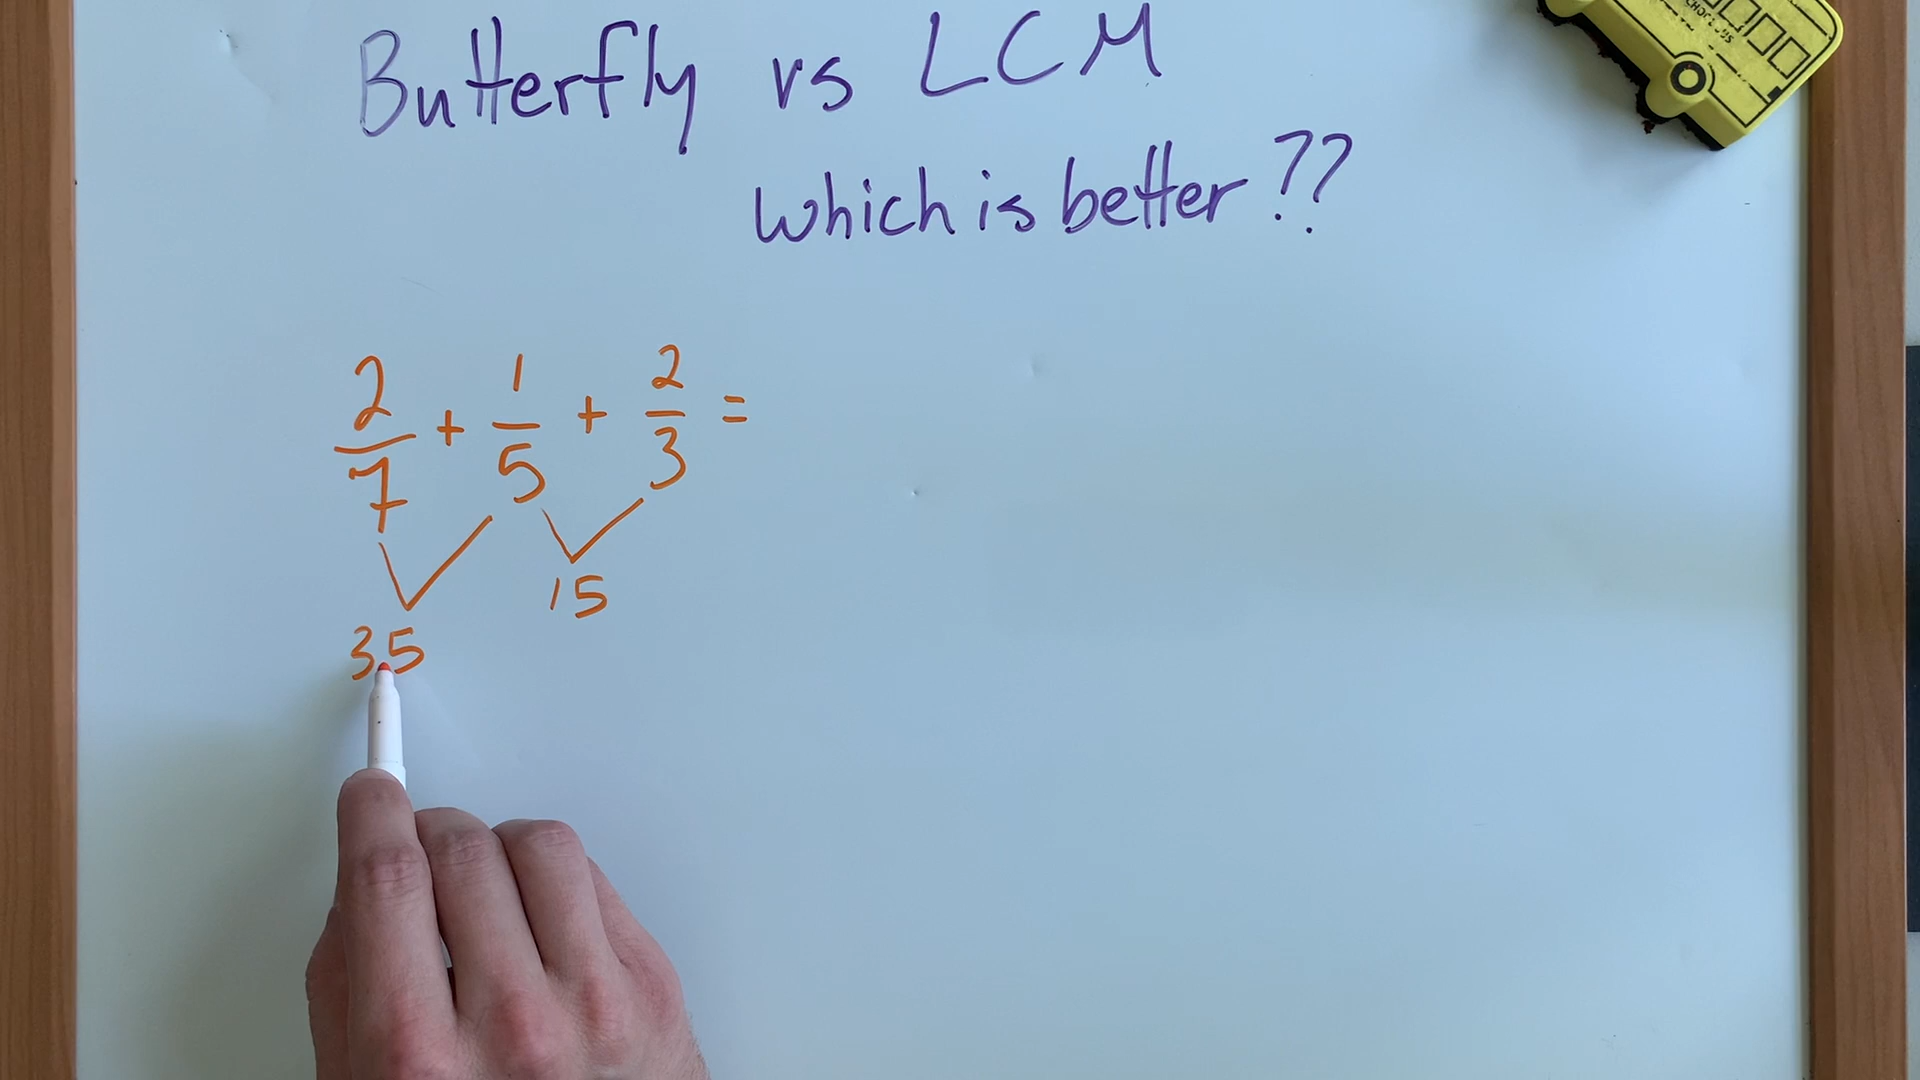 Butterfly vs LCM
which is better??
2/7 + 1/5 + 2/3 =
15
35